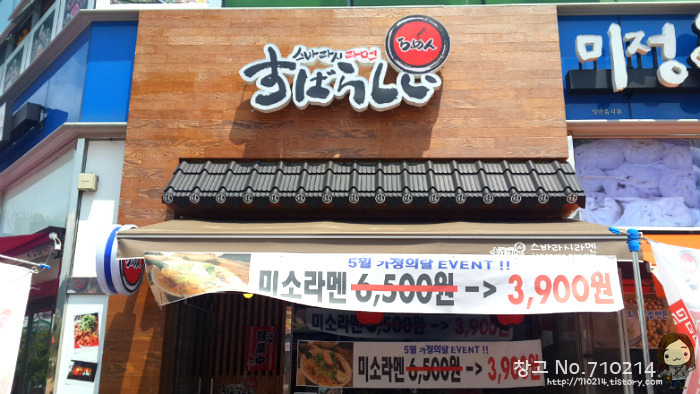 스바라시라멘
らめん
すばらしい
미정
스바라시라멘
5월 가정의달 EVENT !!
미소라멘 6,500원 -> 3,900원
6,500원 -> 3,900원
5월 가정의달 EVENT !!
미소라멘 6,500원 -> 3,900원
창고 No.710214
http://710214.tistory.com/